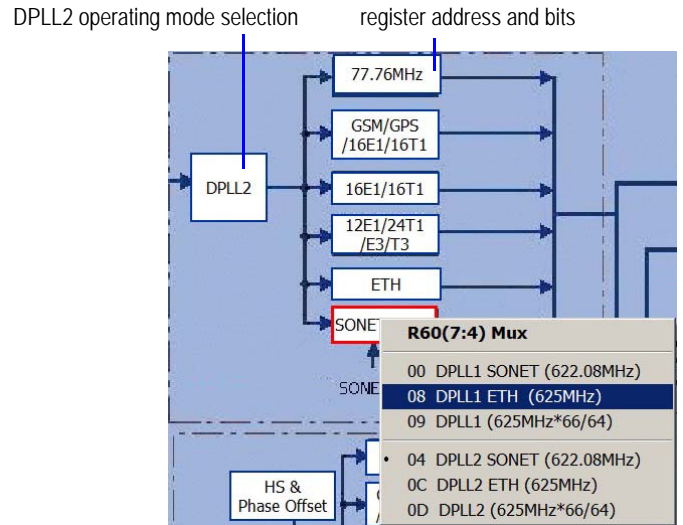 DPLL2 operating mode selection
register address and bits
77.76MHz
GSM/GPS
/16E1/16T1
DPLL2
16E1/16T1
12E1/24T1
/E3/T3
ETH
SONET
R60(7:4) Mux
00 DPLL1 SONET (622.08MHz)
SONE
08 DPLL1 ETH (625MHz)
09 DPLL1 (625MHz*66/64)
• 04 DPLL2 SONET (622.08MHz)
0C DPLL2 ETH (625MHz)
0D DPLL2 (625MHz*66/64)
HS &
Phase Offset